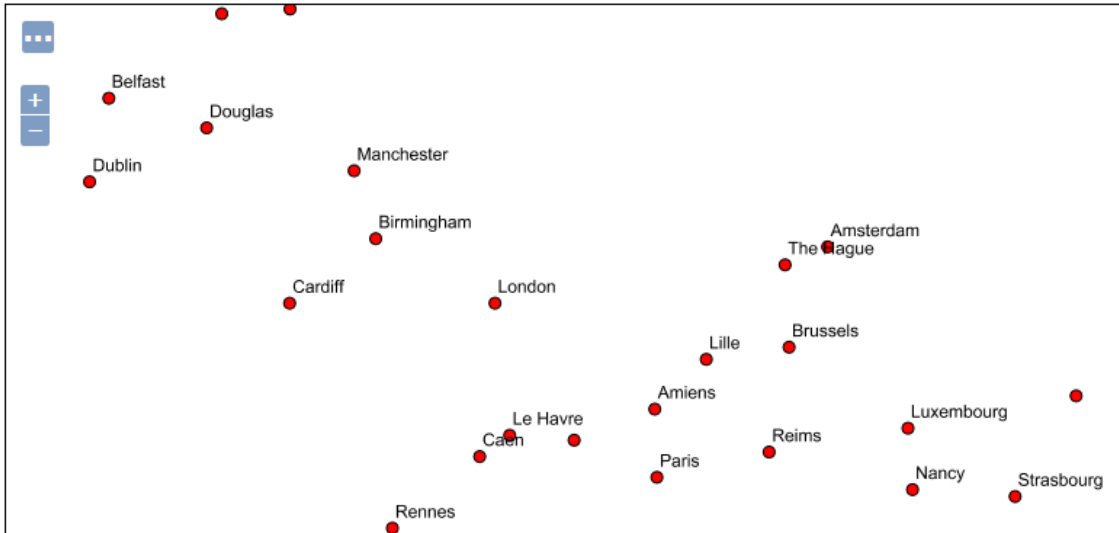 ...
Belfast
+
Douglas
−
Manchester
Dublin
Birmingham
Amsterdam
The Hague
Cardiff
London
Brussels
Lille
Amiens
Luxembourg
Le Havre
Reims
Caen
Paris
Nancy
Strasbourg
Rennes